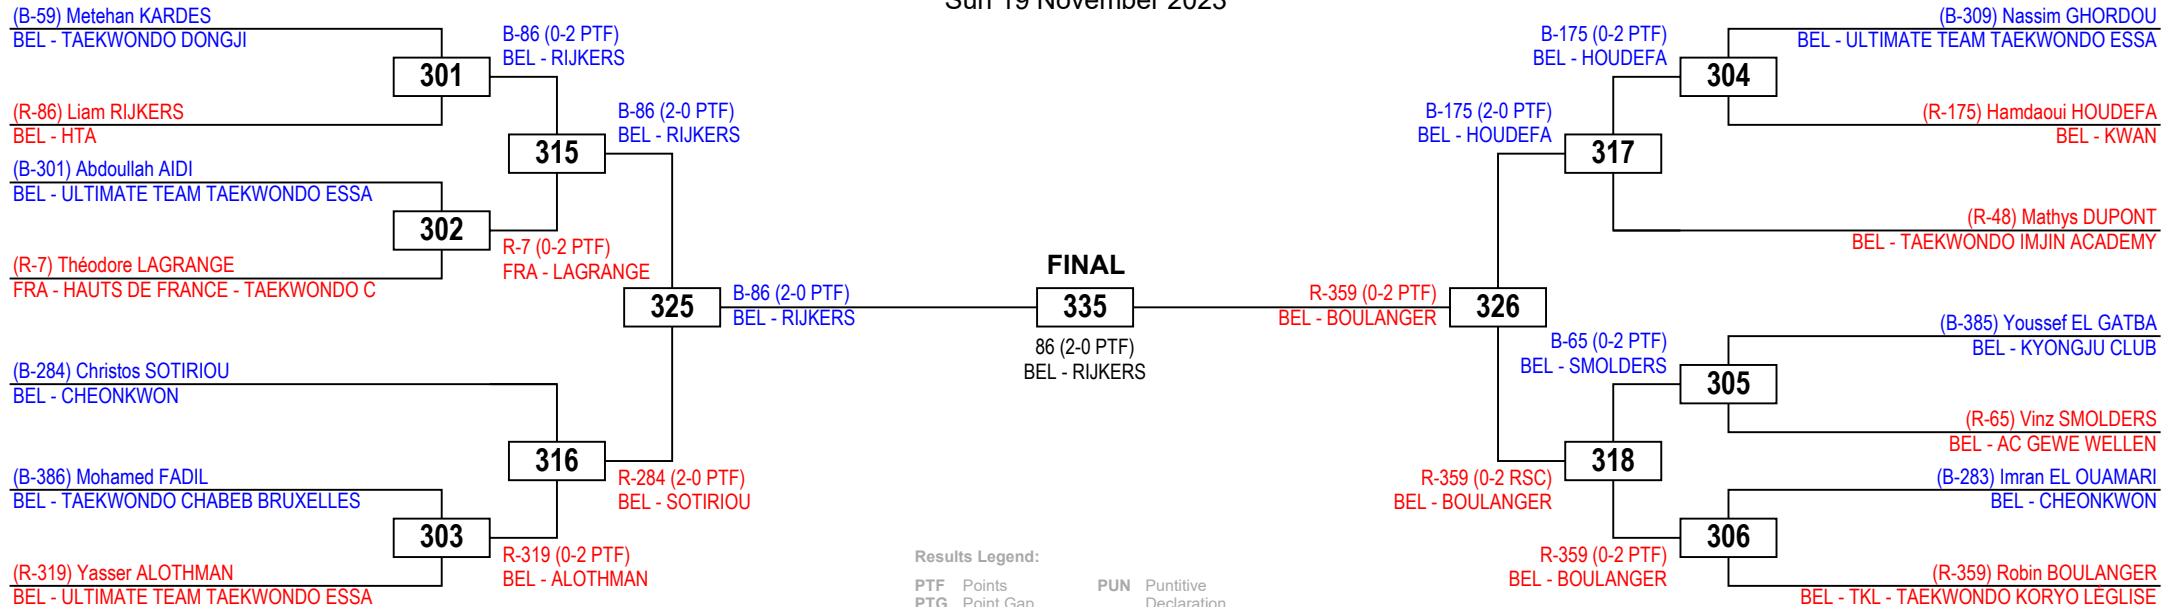 Sun 19 November 2023
(B-59) Metehan KARDES
BEL - TAEKWONDO DONGJI
301
(R-86) Liam RIJKERS
BEL - HTA
B-86 (0-2 PTF)
BEL - RIJKERS
(B-301) Abdoullah AIDI
BEL - ULTIMATE TEAM TAEKWONDO ESSA
302
(R-7) Théodore LAGRANGE
FRA - HAUTS DE FRANCE - TAEKWONDO C
R-7 (0-2 PTF)
FRA - LAGRANGE
315
B-86 (2-0 PTF)
BEL - RIJKERS
(B-284) Christos SOTIRIOU
BEL - CHEONKWON
(B-386) Mohamed FADIL
BEL - TAEKWONDO CHABEB BRUXELLES
303
(R-319) Yasser ALOTHMAN
BEL - ULTIMATE TEAM TAEKWONDO ESSA
R-319 (0-2 PTF)
BEL - ALOTHMAN
316
R-284 (2-0 PTF)
BEL - SOTIRIOU
325
B-86 (2-0 PTF)
BEL - RIJKERS
FINAL
335
86 (2-0 PTF)
BEL - RIJKERS
R-359 (0-2 PTF)
BEL - BOULANGER
326
B-175 (2-0 PTF)
BEL - HOUDEFA
317
B-175 (0-2 PTF)
BEL - HOUDEFA
304
(B-309) Nassim GHORDOU
BEL - ULTIMATE TEAM TAEKWONDO ESSA
(R-175) Hamdaoui HOUDEFA
BEL - KWAN
(R-48) Mathys DUPONT
BEL - TAEKWONDO IMJIN ACADEMY
R-359 (0-2 RSC)
BEL - BOULANGER
318
B-65 (0-2 PTF)
BEL - SMOLDERS
305
(B-385) Youssef EL GATBA
BEL - KYONGJU CLUB
(R-65) Vinz SMOLDERS
BEL - AC GEWE WELLEN
R-359 (0-2 PTF)
BEL - BOULANGER
306
(B-283) Imran EL OUAMARI
BEL - CHEONKWON
(R-359) Robin BOULANGER
BEL - TKL - TAEKWONDO KORYO LÉGLISE
Results Legend:
PTF Points
PUN Puntitive
PTG Point Gap
Declaration